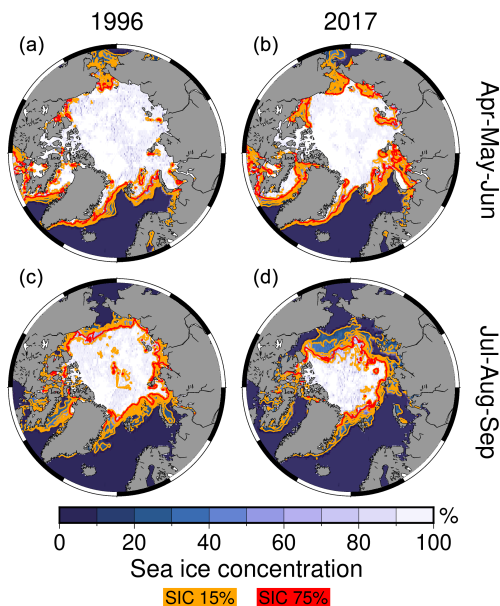 1996 2017
(a) (b)
Apr-May-Jun
(c) (d)
Jul-Aug-Sep
%
0 20 40 60 80 100
Sea ice concentration
SIC 15% SIC 75%